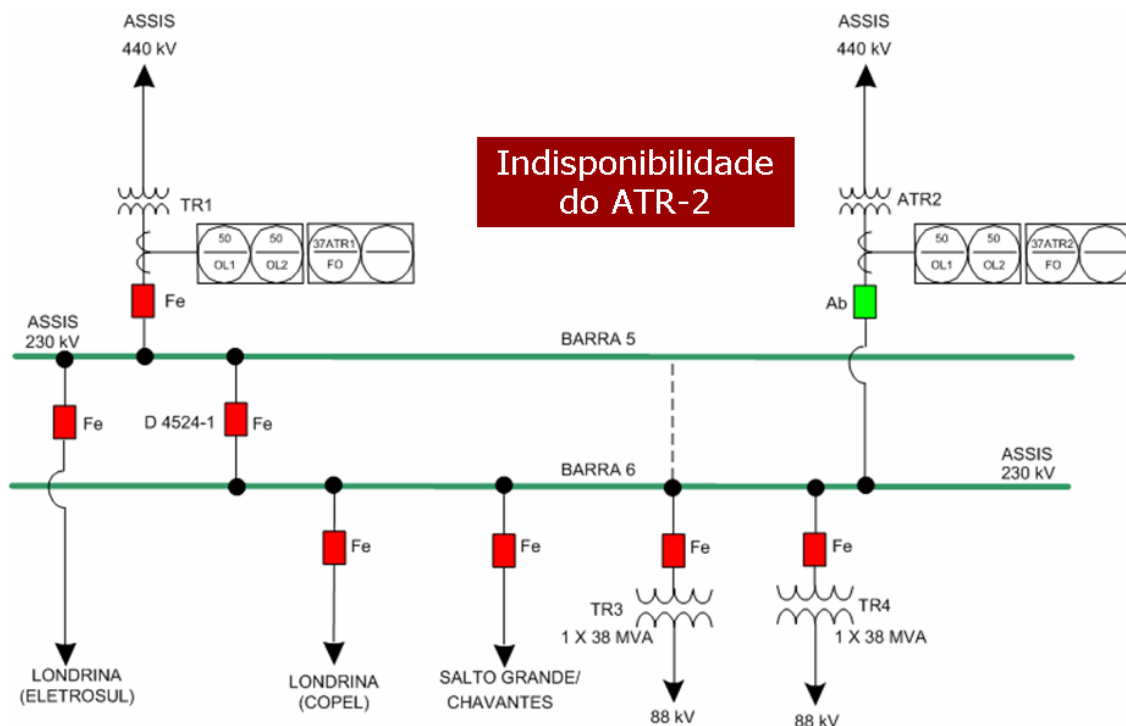 ASSIS
440 kV
ASSIS
440 kV
Indisponibilidade
do ATR-2
TR1
ATR2
50
OL1
50
OL2
37ATR1
FO
50
OL1
50
OL2
37ATR2
FO
Fe
Ab
ASSIS
230 kV
BARRA 5
Fe
D 4524-1
Fe
BARRA 6
ASSIS
230 kV
Fe
Fe
Fe
Fe
TR3
1 X 38 MVA
TR4
1 X 38 MVA
LONDRINA
(ELETROSUL)
LONDRINA
(COPEL)
SALTO GRANDE/
CHAVANTES
88 kV
88 kV